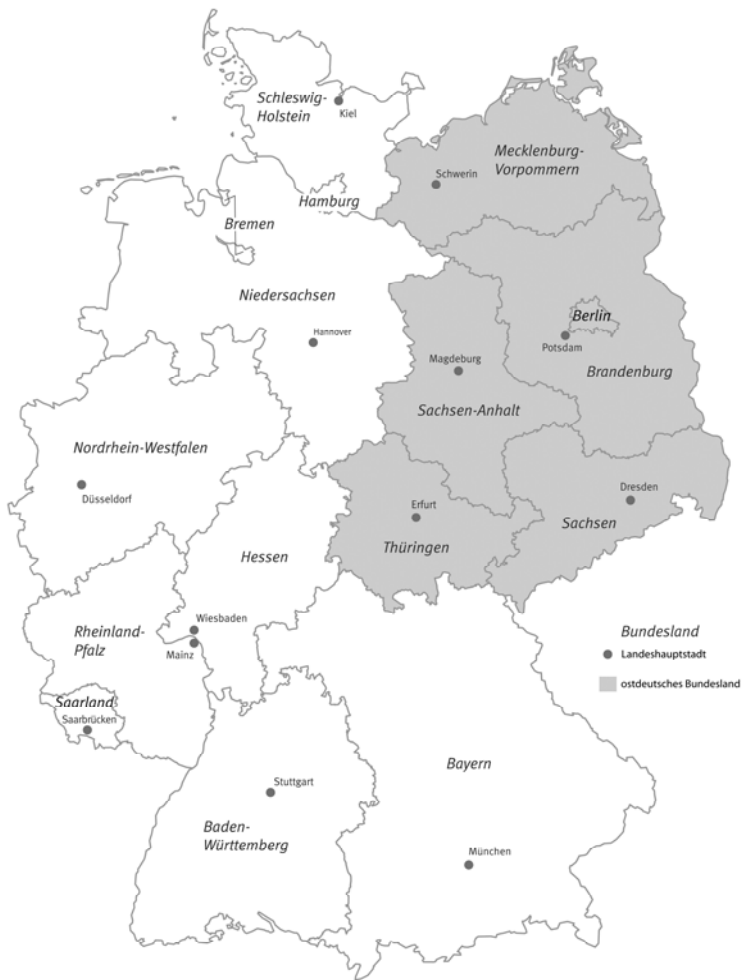 Schleswig-
Holstein
Kiel
Mecklenburg-
Vorpommern
Schwerin
Hamburg
Bremen
Niedersachsen
Hannover
Berlin
Potsdam
Brandenburg
Magdeburg
Sachsen-Anhalt
Nordrhein-Westfalen
Düsseldorf
Dresden
Sachsen
Erfurt
Thüringen
Hessen
Wiesbaden
Mainz
Rheinland-
Pfalz
Saarland
Saarbrücken
Bundesland
Landeshauptstadt
ostdeutsches Bundesland
Bayern
Stuttgart
Baden-
Württemberg
München